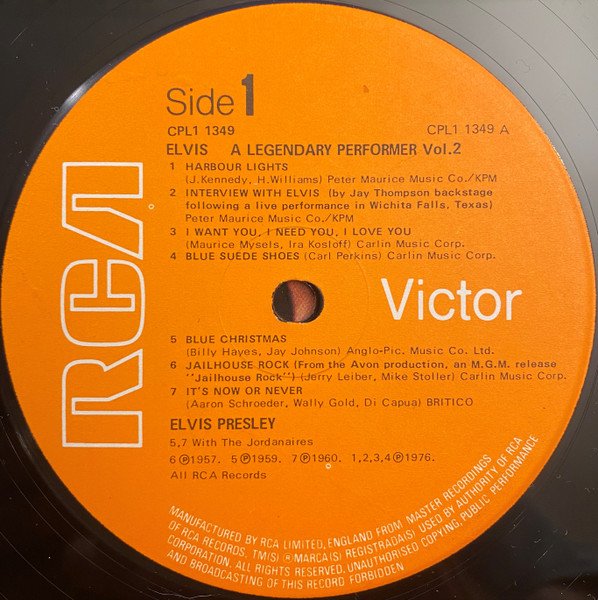 Side 1
CPL1 1349
CPL1 1349 A
ELVIS A LEGENDARY PERFORMER Vol.2
1 HARBOUR LIGHTS
(J.Kennedy, H.Williams) Peter Maurice Music Co./KPM
2 INTERVIEW WITH ELVIS (by Jay Thompson backstage
following a live performance in Wichita Falls, Texas)
Peter Maurice Music Co./KPM
3 I WANT YOU, I NEED YOU, I LOVE YOU
(Maurice Mysels, Ira Kosloff) Carlin Music Corp.
4 BLUE SUEDE SHOES (Carl Perkins) Carlin Music Corp.
RCA
Victor
5 BLUE CHRISTMAS
(Billy Hayes, Jay Johnson) Anglo-Pic. Music Co. Ltd.
6 JAILHOUSE ROCK (From the Avon production, an M.G.M. release
''Jailhouse Rock'') (Jerry Leiber, Mike Stoller) Carlin Music Corp.
7 IT'S NOW OR NEVER
(Aaron Schroeder, Wally Gold, Di Capua) BRITICO
ELVIS PRESLEY
5,7 With The Jordanaires
6 ℗1957. 5 ℗1959. 7 ℗1960. 1,2,3,4 ℗1976.
All RCA Records
MANUFACTURED BY RCA LIMITED, ENGLAND FROM MASTER RECORDINGS
OF RCA RECORDS, TM(S) ® MARCA(S) REGISTRADA(S) USED BY AUTHORITY OF RCA
CORPORATION. ALL RIGHTS RESERVED. UNAUTHORISED COPYING, PUBLIC PERFORMANCE
AND BROADCASTING OF THIS RECORD FORBIDDEN